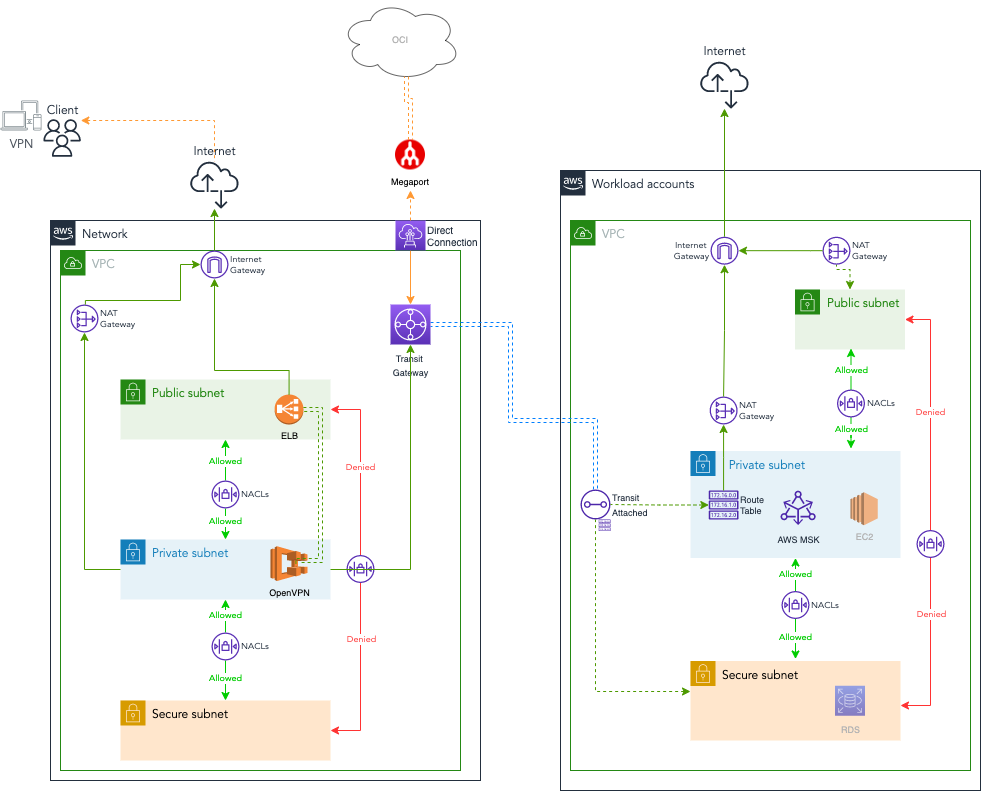 OCI
Internet
Client
VPN
Internet
Megaport
aws
Workload accounts
aws
Network
Direct
Connection
VPC
VPC
Internet
Gateway
Internet
Gateway
NAT
Gateway
NAT
Gateway
Public subnet
Transit
Gateway
Allowed
Public subnet
NACLs
NAT
Gateway
Denied
ELB
Allowed
Allowed
Denied
Private subnet
NACLs
172.16.0.0
172.16.1.0
172.16.2.0
Route
Table
Transit
Attached
Allowed
AWS MSK
EC2
Private subnet
OpenVPN
Allowed
Allowed
NACLs
Denied
NACLs
Denied
Allowed
Allowed
Secure subnet
Secure subnet
RDS